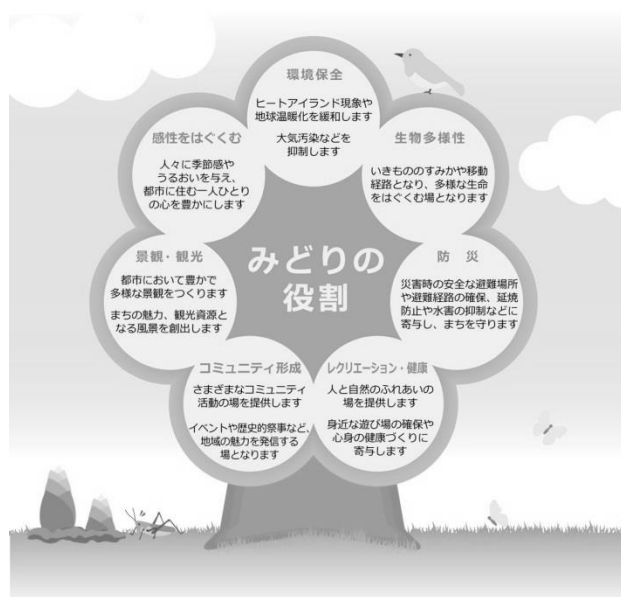 みどりの
役割
環境保全
ヒートアイランド現象や
地球温暖化を緩和します
大気汚染などを
抑制します
生物多様性
いきもののすみかや移動
経路となり、多様な生命
をはぐくむ場となります
防 災
災害時の安全な避難場所
や避難経路の確保、延焼
防止や水害の抑制などに
寄与し、まちを守ります
レクリエーション・健康
人と自然のふれあいの
場を提供します
身近な遊び場の確保や
心身の健康づくりに
寄与します
コミュニティ形成
さまざまなコミュニティ
活動の場を提供します
イベントや歴史的祭事など、
地域の魅力を発信する
場となります
景観・観光
都市において豊かで
多様な景観をつくります
まちの魅力、観光資源と
なる風景を創出します
感性をはぐくむ
人々に季節感や
うるおいを与え、
都市に住む一人ひとり
の心を豊かにします